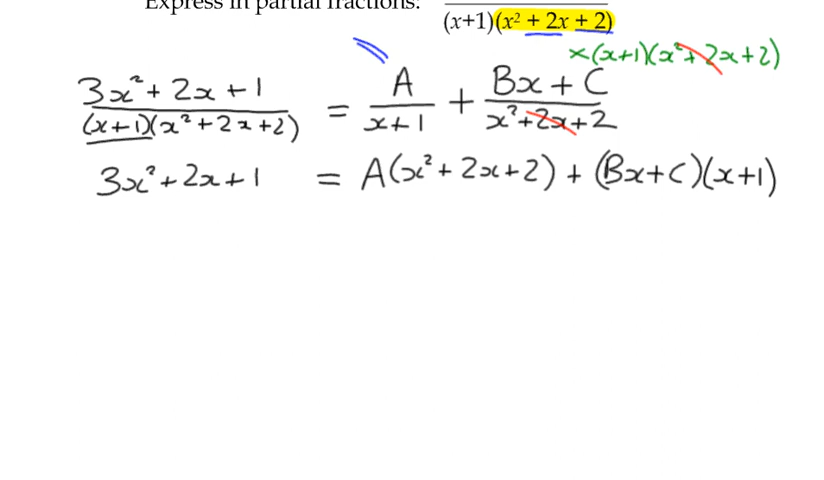 Express in partial fractions:
(x+1)(x² + 2x + 2)
×(x+1)(x²+2x+2)
3x²+2x+1 / (x+1)(x²+2x+2) = A / x+1 + Bx+C / x²+2x+2
3x²+2x+1 = A(x²+2x+2) + (Bx+C)(x+1)